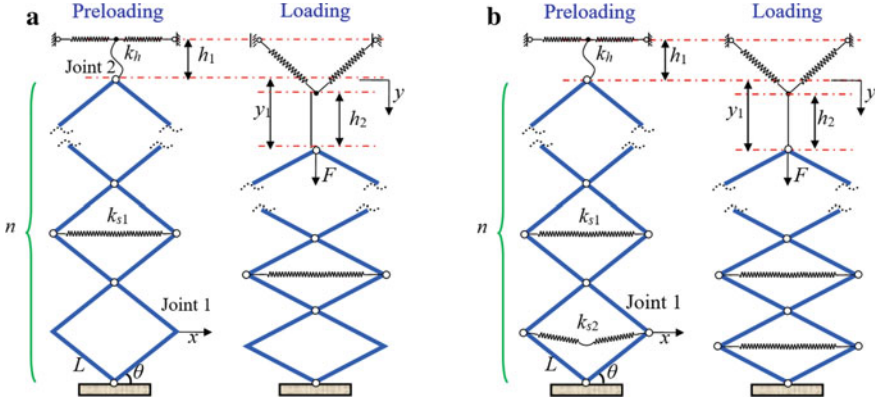 a Preloading Loading
k_h
h_1
Joint 2
y
y_1
h_2
F
n
k_s1
Joint 1
x
L
θ
b Preloading Loading
k_h
h_1
y
y_1
h_2
F
n
k_s1
Joint 1
k_s2
x
L
θ